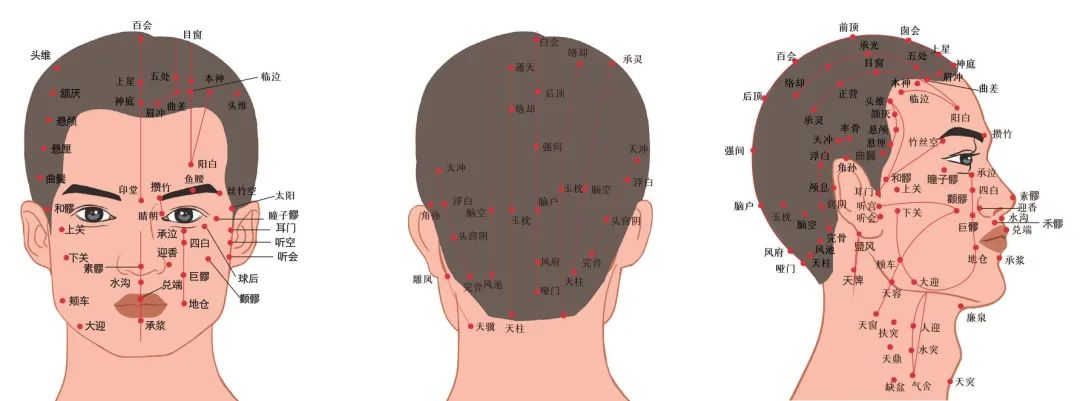 百会
目窗
头维
上星
五处
本神
临泣
颔厌
神庭
眉冲
曲差
头维
悬颅
悬厘
阳白
曲鬓
鱼腰
印堂
攒竹
丝竹空
太阳
和髎
睛明
瞳子髎
上关
承泣
四白
耳门
听空
下关
迎香
素髎
听会
水沟
巨髎
球后
颊车
兑端
颧髎
地仓
大迎
承浆
白会
络却
承灵
通天
后顶
络却
强间
天冲
天冲
玉枕
脑空
浮白
浮白
角孙
脑空
玉枕
脑户
头窍阴
头窍阴
风府
完骨
雕风
完骨
风池
天柱
哑门
天骥
天柱
前顶
囟会
承光
上星
百会
目窗
五处
神庭
络却
本神
眉冲
后顶
正营
临泣
曲差
头维
承灵
颔厌
阳白
率骨
悬颅
天冲
攒竹
强间
浮白
曲鬓
悬厘
竹丝空
角孙
承泣
颅息
和髎
瞳子髎
耳门
上关
四白
素髎
脑户
玉枕
窍阴
听宫
颧髎
迎香
脑空
听会
下关
水沟
禾髎
完骨
巨髎
兑端
风府
风池
翳风
哑门
天柱
颊车
地仓
承浆
天牌
天容
大迎
天窗
人迎
廉泉
扶突
天鼎
水突
缺盆
气舍
天突